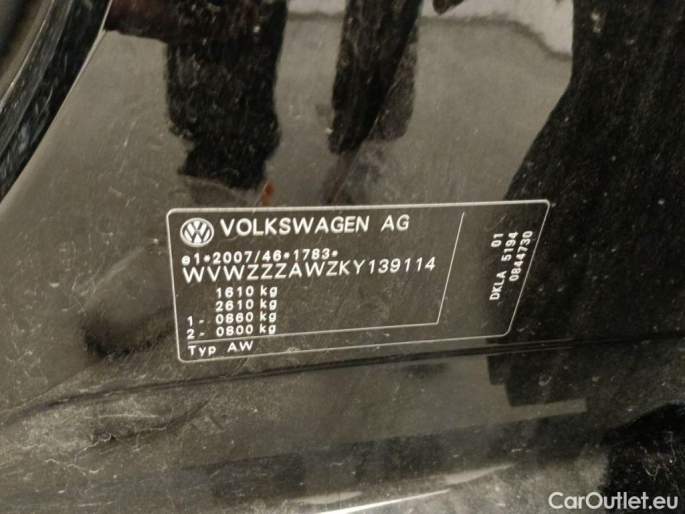 VOLKSWAGEN AG
e1*2007/46*1783*
WVWZZZAWZKY139114
1610 kg
2610 kg
1- 0860 kg
2- 0800 kg
Typ AW
01
DKLA 5194
0844730
CarOutlet.eu